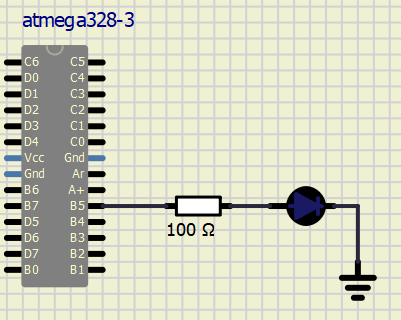 atmega328-3
C6 C5
D0 C4
D1 C3
D2 C2
D3 C1
D4 C0
Vcc Gnd
Gnd Ar
B6 A+
B7 B5
D5 B4
D6 B3
D7 B2
B0 B1
100 Ω